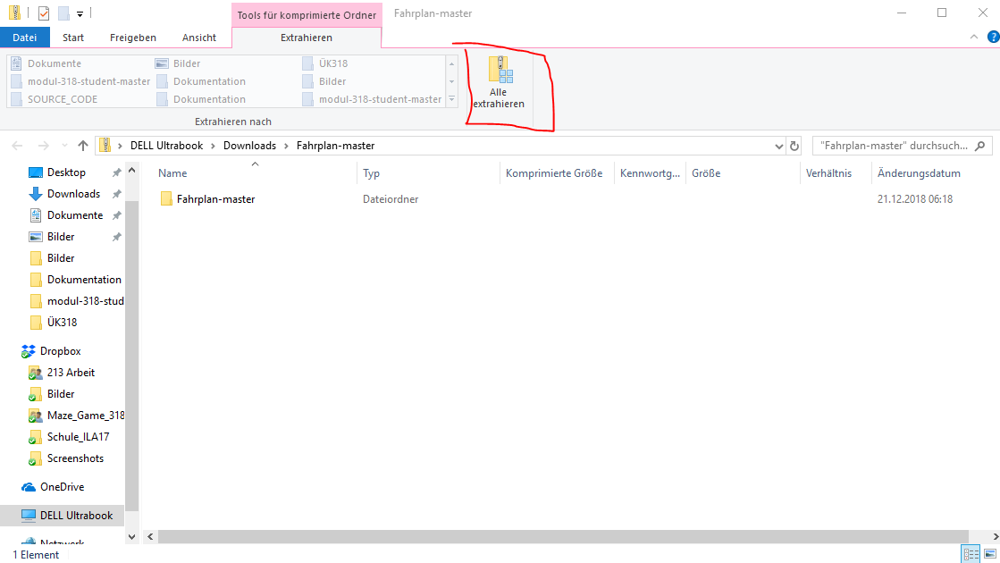 Tools für komprimierte Ordner
Fahrplan-master
Datei
Start
Freigeben
Ansicht
Extrahieren
Dokumente
Bilder
ÜK318
modul-318-student-master
Dokumentation
Bilder
SOURCE_CODE
Dokumentation
modul-318-student-master
Extrahieren nach
Alle
extrahieren
DELL Ultrabook > Downloads > Fahrplan-master
"Fahrplan-master" durchsuch...
Name
Typ
Komprimierte Größe
Kennwortg...
Größe
Verhältnis
Änderungsdatum
Fahrplan-master
Dateiordner
21.12.2018 06:18
Desktop
Downloads
Dokumente
Bilder
Bilder
Dokumentation
modul-318-stud
ÜK318
Dropbox
213 Arbeit
Bilder
Maze_Game_318
Schule_ILA17
Screenshots
OneDrive
DELL Ultrabook
Netzwerk
1 Element